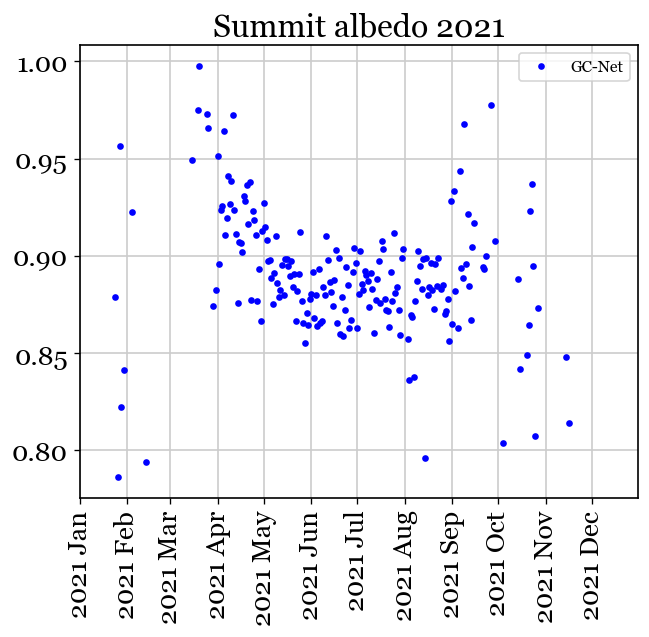 Summit albedo 2021
GC-Net
1.00
0.95
0.90
0.85
0.80
2021 Jan
2021 Feb
2021 Mar
2021 Apr
2021 May
2021 Jun
2021 Jul
2021 Aug
2021 Sep
2021 Oct
2021 Nov
2021 Dec